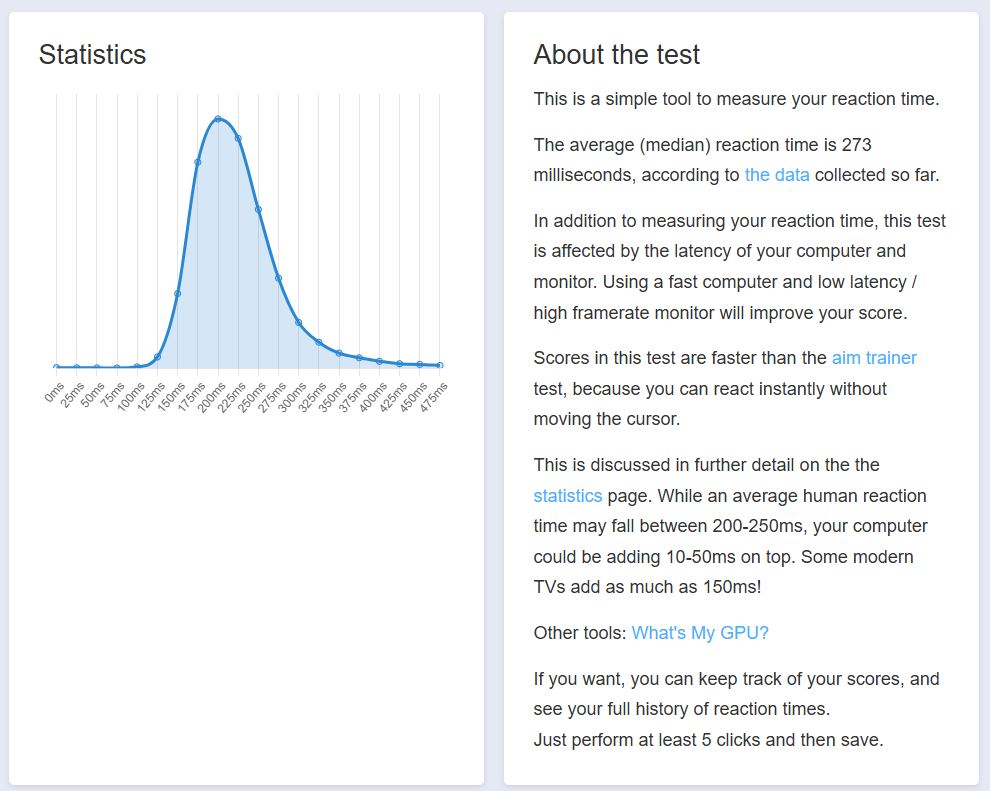 Statistics
0ms
25ms
50ms
75ms
100ms
125ms
150ms
175ms
200ms
225ms
250ms
275ms
300ms
325ms
350ms
375ms
400ms
425ms
450ms
475ms
About the test
This is a simple tool to measure your reaction time.
The average (median) reaction time is 273
milliseconds, according to the data collected so far.
In addition to measuring your reaction time, this test
is affected by the latency of your computer and
monitor. Using a fast computer and low latency /
high framerate monitor will improve your score.
Scores in this test are faster than the aim trainer
test, because you can react instantly without
moving the cursor.
This is discussed in further detail on the the
statistics page. While an average human reaction
time may fall between 200-250ms, your computer
could be adding 10-50ms on top. Some modern
TVs add as much as 150ms!
Other tools: What's My GPU?
If you want, you can keep track of your scores, and
see your full history of reaction times.
Just perform at least 5 clicks and then save.